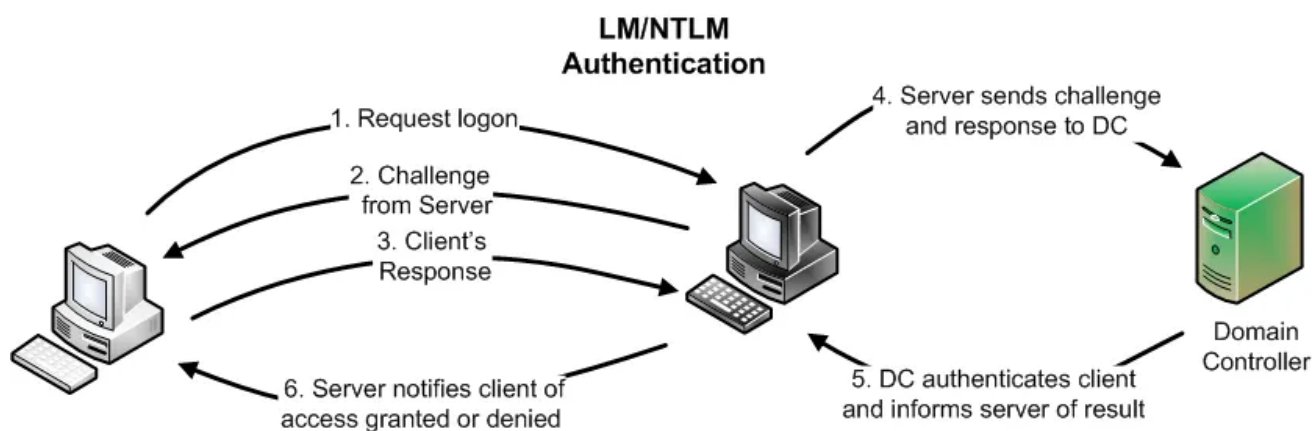 LM/NTLM
Authentication
1. Request logon
2. Challenge
from Server
3. Client's
Response
4. Server sends challenge
and response to DC
Domain
Controller
5. DC authenticates client
and informs server of result
6. Server notifies client of
access granted or denied